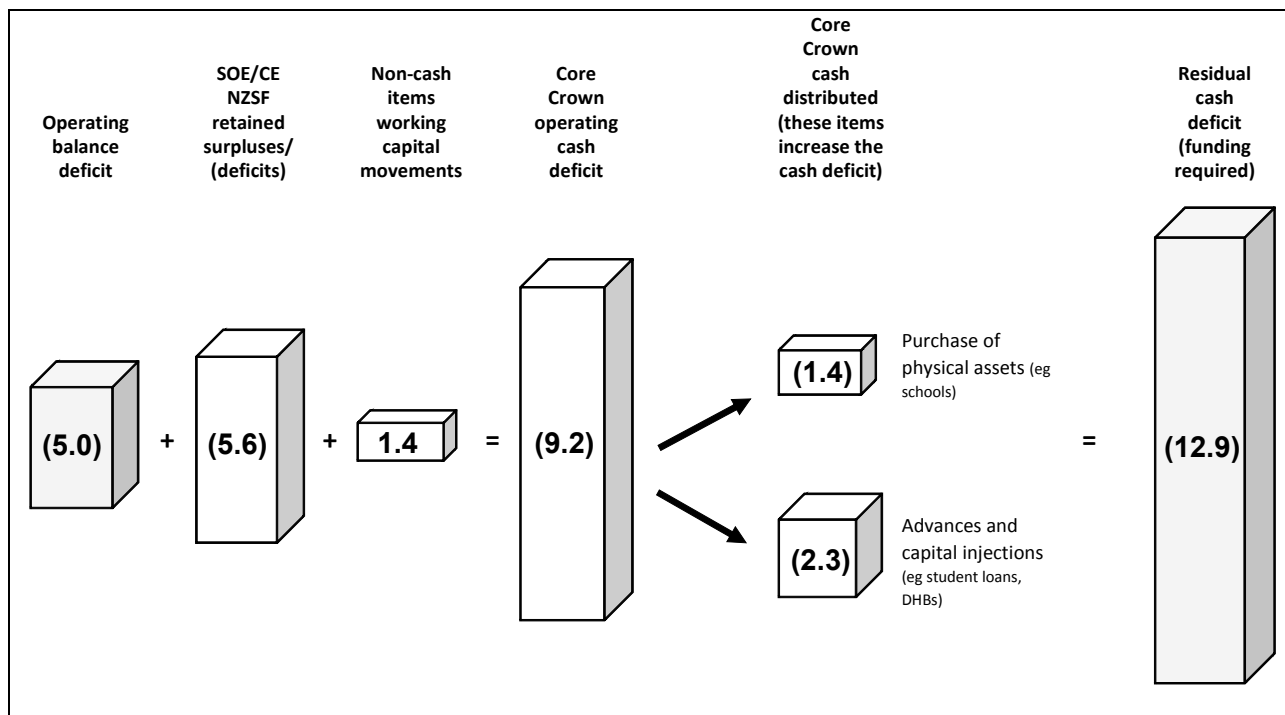 Operating
balance
deficit
SOE/CE
NZSF
retained
surpluses/
(deficits)
Non-cash
items
working
capital
movements
Core
Crown
operating
cash
deficit
Core
Crown
cash
distributed
(these items
increase the
cash deficit)
Residual
cash
deficit
(funding
required)
(5.0)
+
(5.6)
+
1.4
=
(9.2)
(1.4)
Purchase of
physical assets (eg
schools)
(2.3)
Advances and
capital injections
(eg student loans,
DHBs)
=
(12.9)